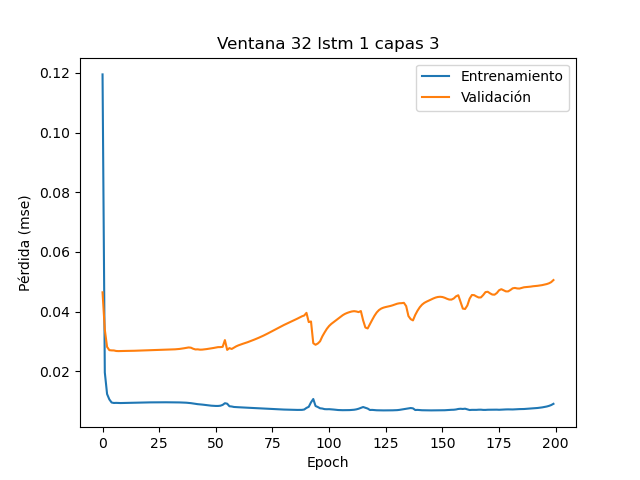 Ventana 32 lstm 1 capas 3
Entrenamiento
Validación
0.12
0.10
0.08
0.06
0.04
0.02
Pérdida (mse)
0 25 50 75 100 125 150 175 200
Epoch